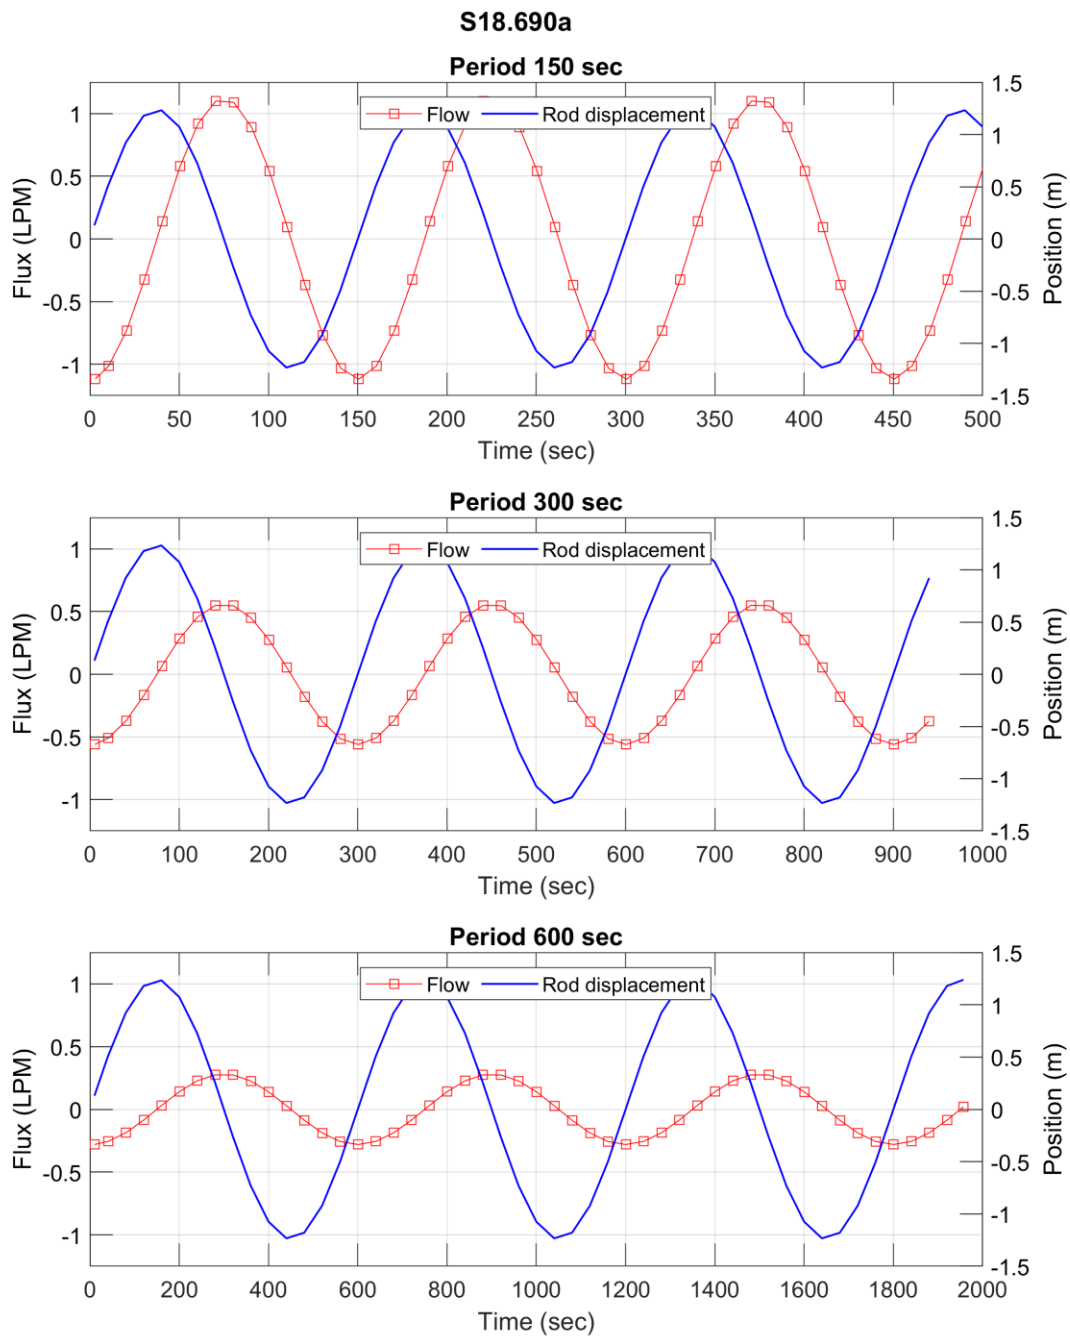 S18.690a
Period 150 sec
Flow Rod displacement
1
0.5
0
-0.5
-1
Flux (LPM)
1.5
1
0.5
0
-0.5
-1
-1.5
Position (m)
0 50 100 150 200 250 300 350 400 450 500
Time (sec)
Period 300 sec
Flow Rod displacement
1
0.5
0
-0.5
-1
Flux (LPM)
1.5
1
0.5
0
-0.5
-1
-1.5
Position (m)
0 100 200 300 400 500 600 700 800 900 1000
Time (sec)
Period 600 sec
Flow Rod displacement
1
0.5
0
-0.5
-1
Flux (LPM)
1.5
1
0.5
0
-0.5
-1
-1.5
Position (m)
0 200 400 600 800 1000 1200 1400 1600 1800 2000
Time (sec)